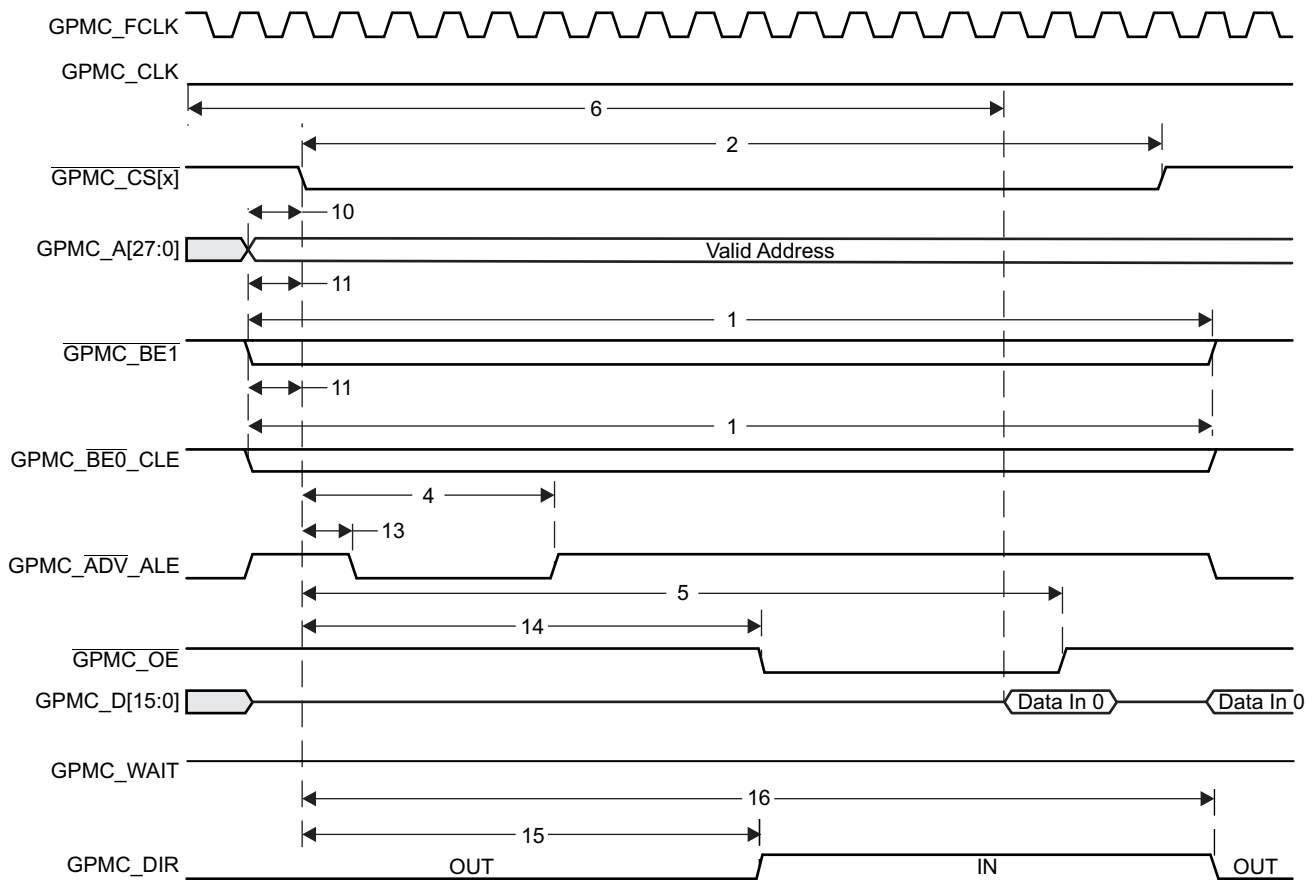 GPMC_FCLK
GPMC_CLK
6
2
GPMC_CS[x]
10
GPMC_A[27:0]
Valid Address
11
1
GPMC_BE1
11
1
GPMC_BE0_CLE
4
13
GPMC_ADV_ALE
5
14
GPMC_OE
GPMC_D[15:0]
Data In 0
Data In 0
GPMC_WAIT
16
15
GPMC_DIR
OUT
IN
OUT